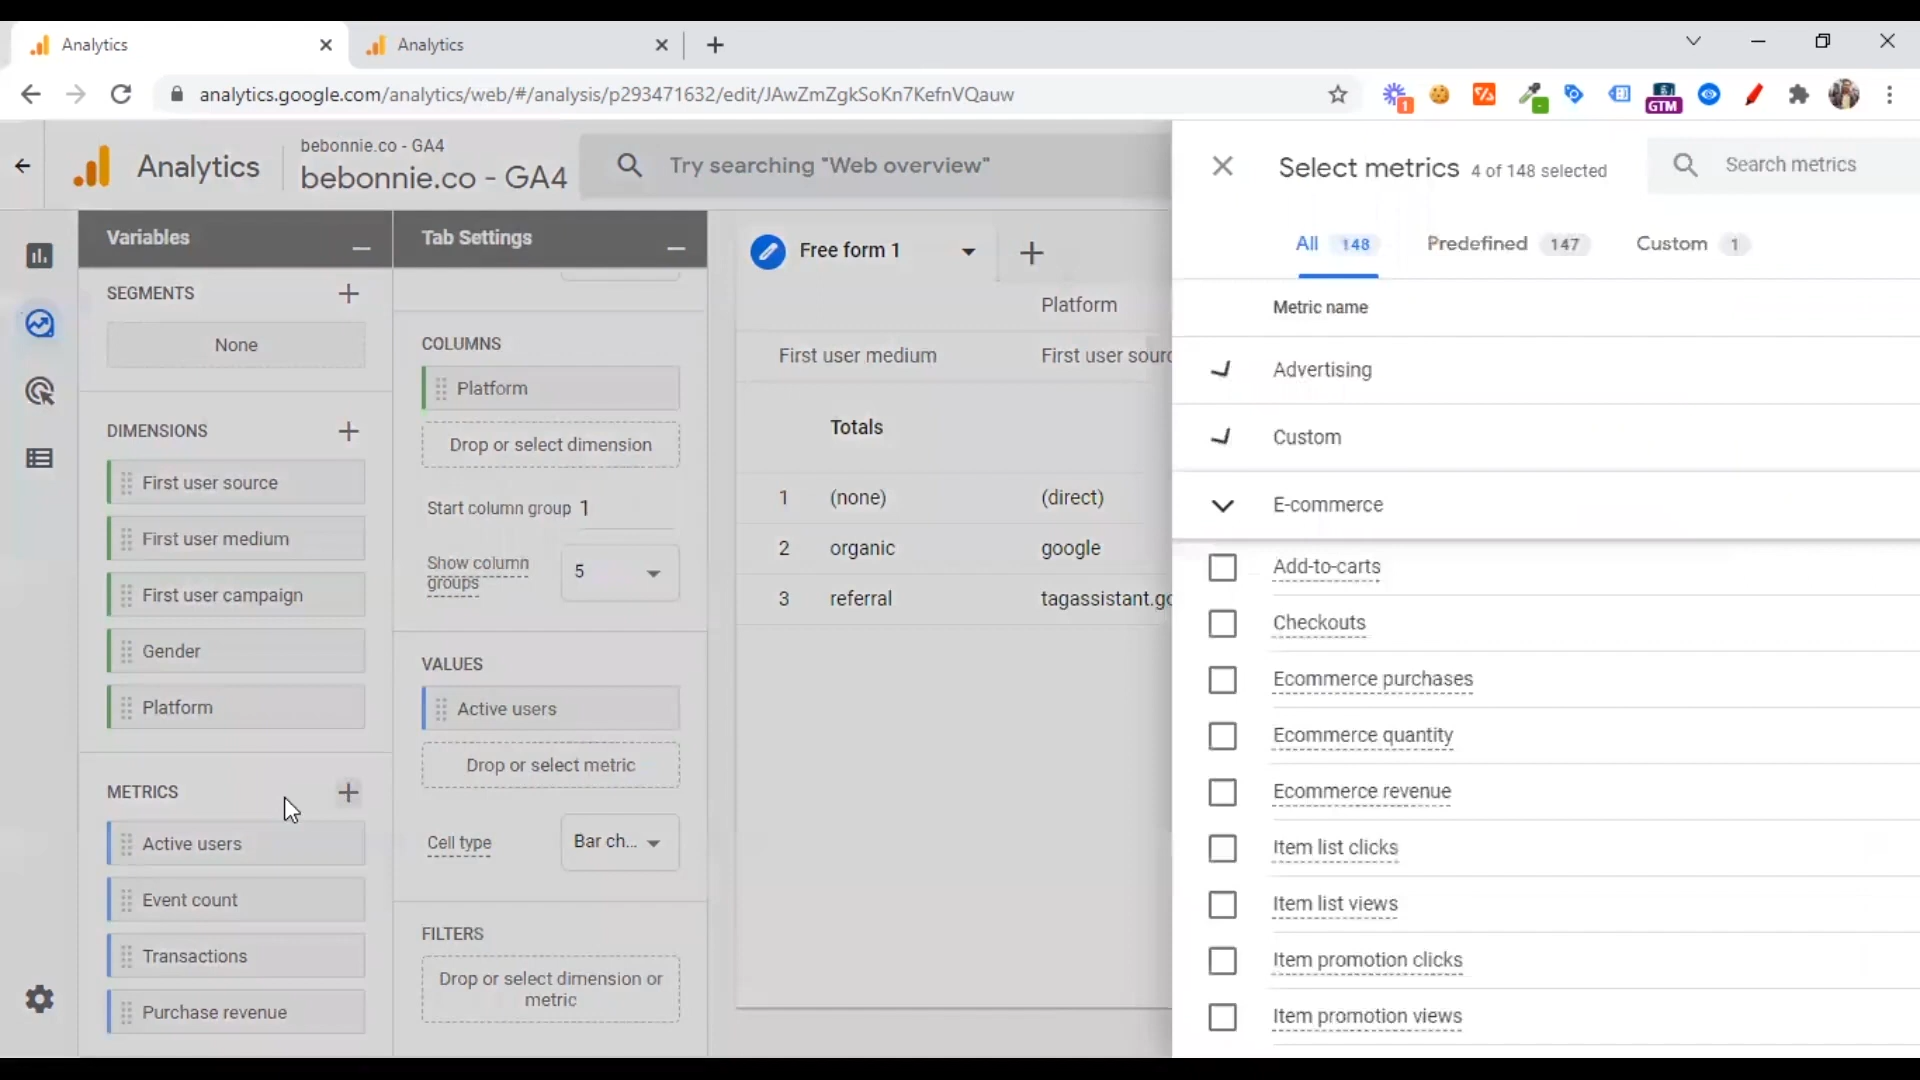 Analytics
Analytics
analytics.google.com/analytics/web/#/analysis/p293471632/edit/JAwZmZgkSoKn7KefnVQauw
1
GTM
Analytics
bebonnie.co - GA4
bebonnie.co - GA4
Try searching "Web overview"
Variables
SEGMENTS
None
DIMENSIONS
First user source
First user medium
First user campaign
Gender
Platform
METRICS
Active users
Event count
Transactions
Purchase revenue
Tab Settings
COLUMNS
Platform
Drop or select dimension
Start column group 1
Show column
groups
5
VALUES
Active users
Drop or select metric
Cell type
Bar ch...
FILTERS
Drop or select dimension or
metric
Free form 1
Platform
First user medium
First user sourc
Totals
1 (none) (direct)
2 organic google
3 referral tagassistant.go
Select metrics 4 of 148 selected
Search metrics
All 148
Predefined 147
Custom 1
Metric name
Advertising
Custom
E-commerce
Add-to-carts
Checkouts
Ecommerce purchases
Ecommerce quantity
Ecommerce revenue
Item list clicks
Item list views
Item promotion clicks
Item promotion views